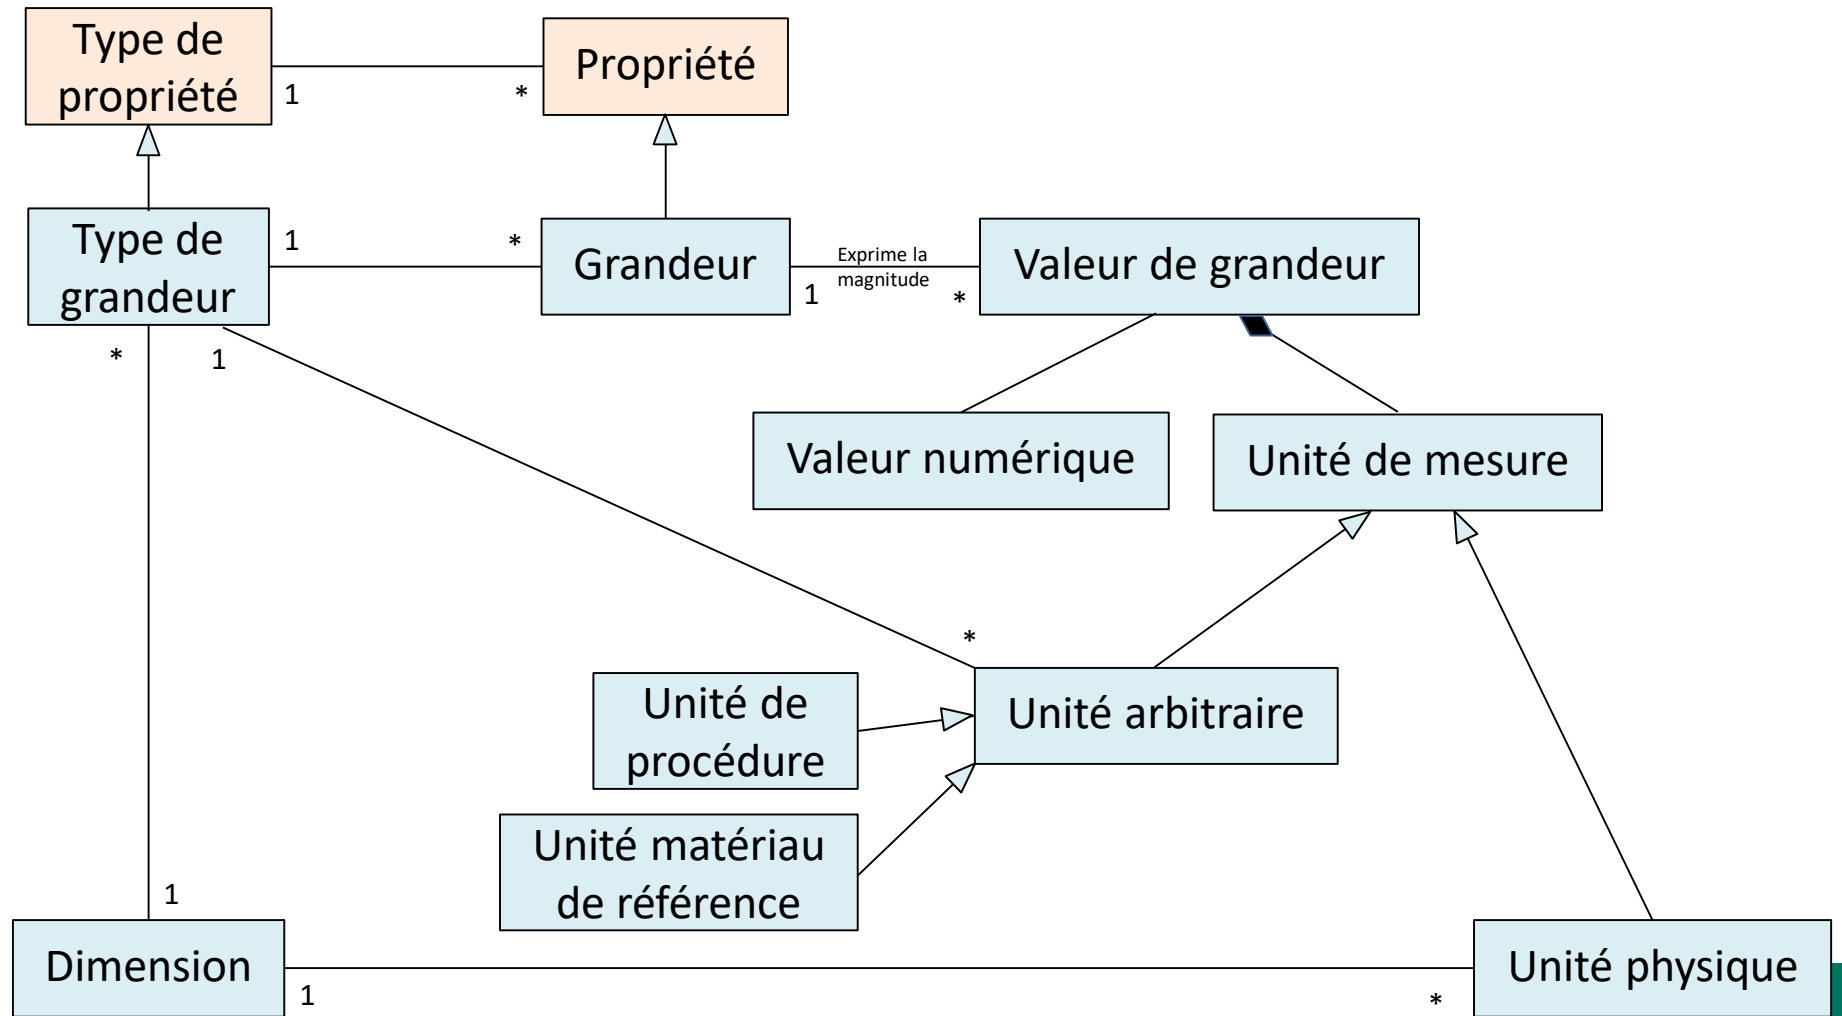 Type de
propriété
Propriété
1
*
Type de
grandeur
1
*
Grandeur
Exprime la
magnitude
1
*
Valeur de grandeur
*
1
Valeur numérique
Unité de mesure
*
Unité de
procédure
Unité arbitraire
Unité matériau
de référence
1
Dimension
1
*
Unité physique